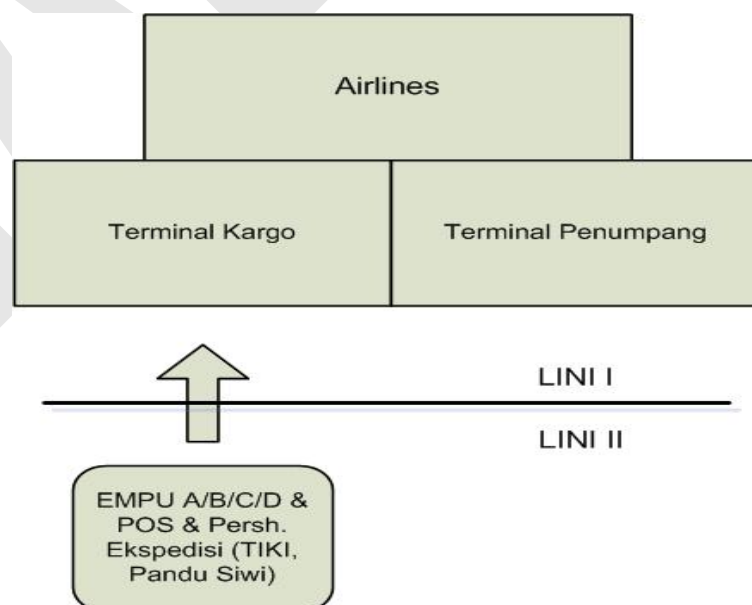 Airlines
Terminal Kargo
Terminal Penumpang
LINI I
LINI II
EMPU A/B/C/D &
POS & Persh.
Ekspedisi (TIKI,
Pandu Siwi)